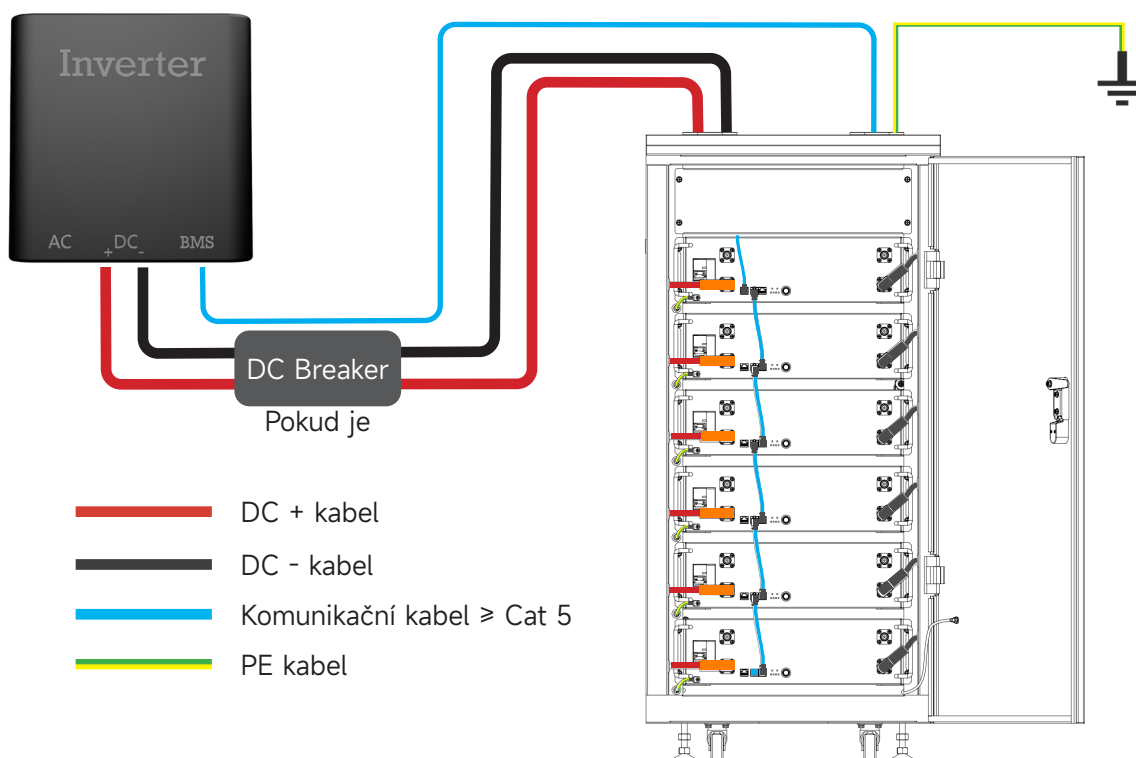 Inverter
AC
+ DC -
BMS
DC Breaker
Pokud je
DC + kabel
DC - kabel
Komunikační kabel ≥ Cat 5
PE kabel